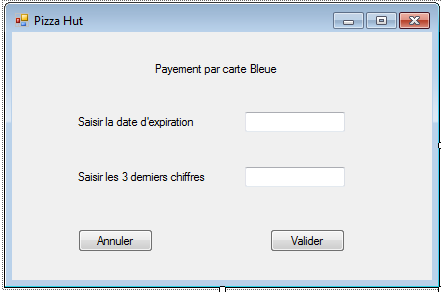 Pizza Hut
Payement par carte Bleue
Saisir la date d'expiration
Saisir les 3 derniers chiffres
Annuler
Valider